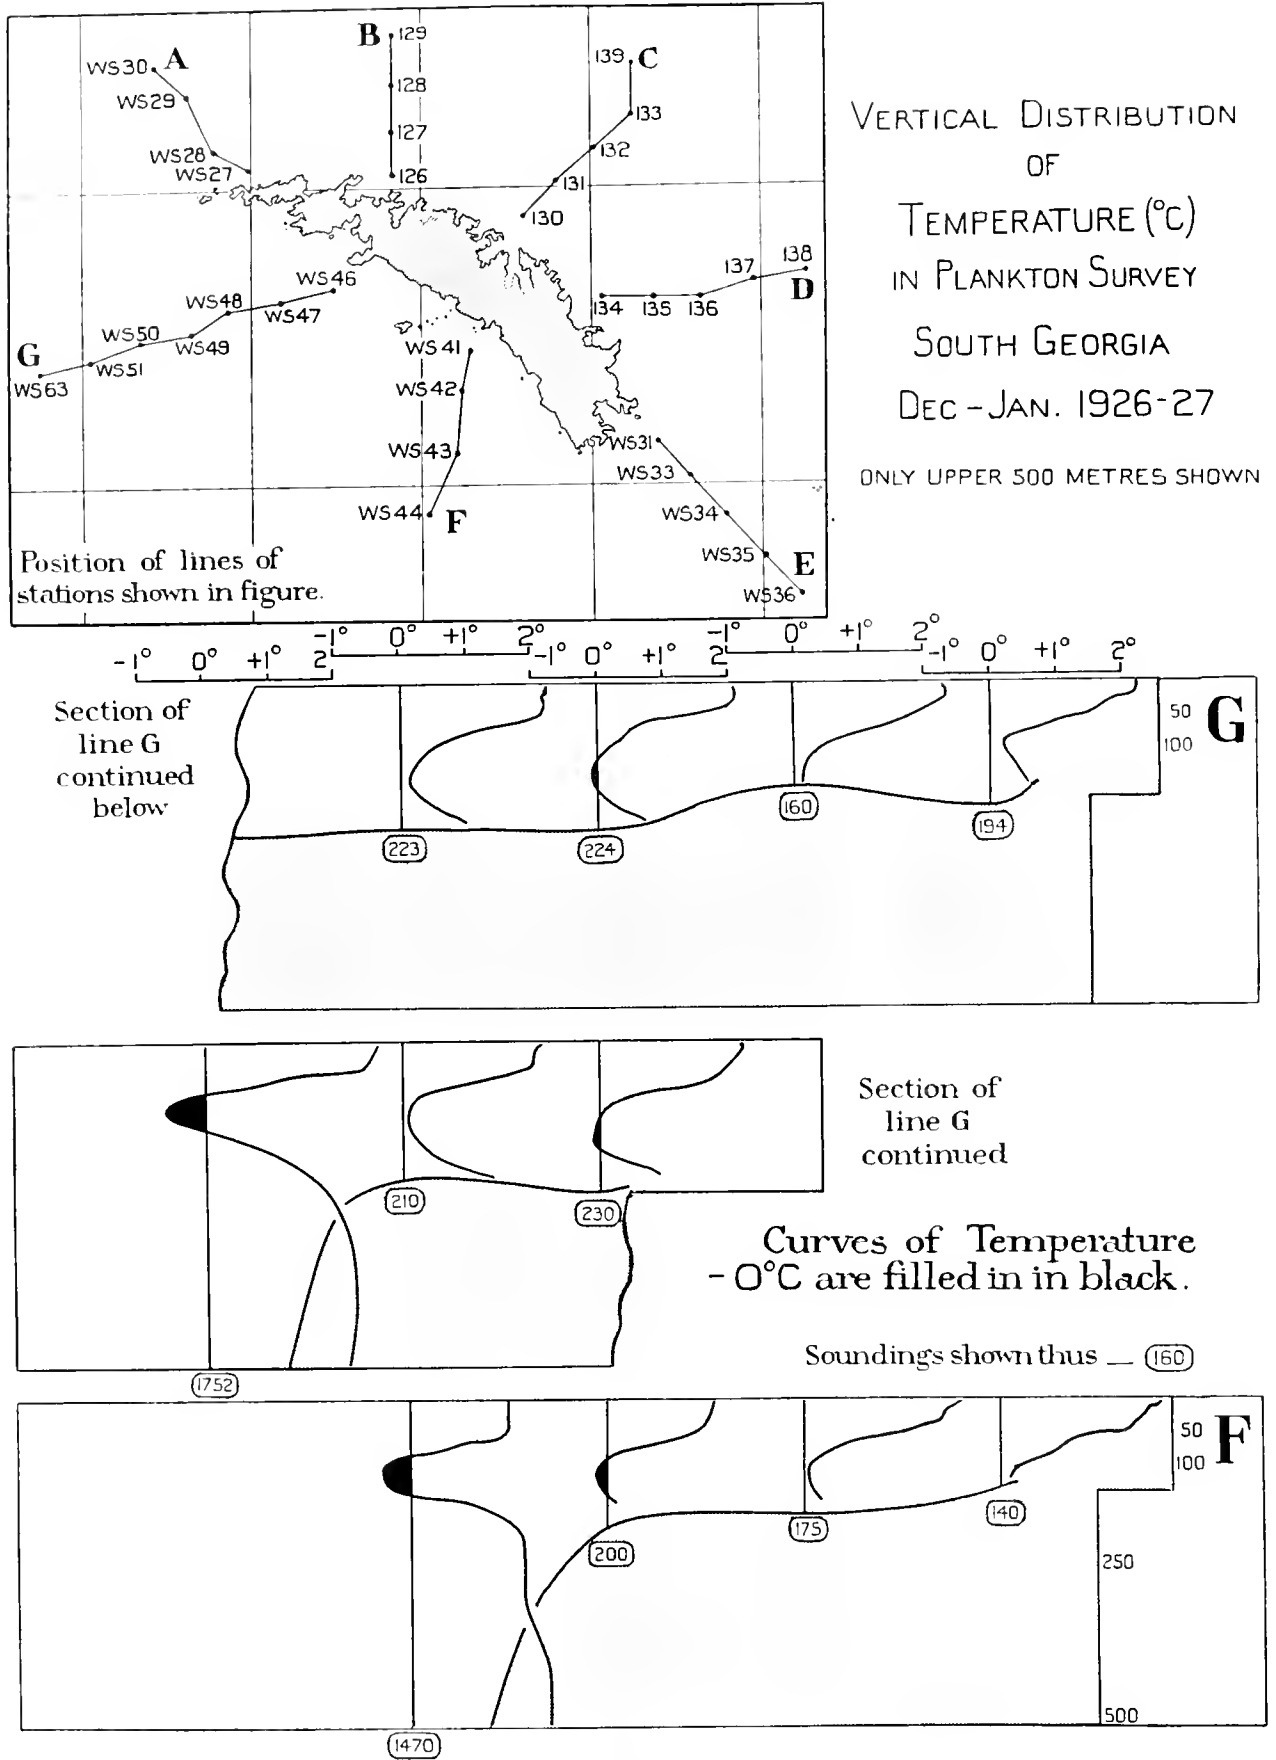 A
WS30
WS29
WS28
WS27
B 129
128
127
126
139 C
133
132
131
130
138
137
D
134 135 136
WS46
WS48
WS47
WS50
WS49
G
WS51
WS63
WS41
WS42
WS43
WS44 F
WS31
WS33
WS34
WS35 E
WS36
Position of lines of
stations shown in figure.
VERTICAL DISTRIBUTION
OF
TEMPERATURE (°C)
IN PLANKTON SURVEY
SOUTH GEORGIA
DEC - JAN. 1926-27
ONLY UPPER 500 METRES SHOWN
-1° 0° +1° 2°
-1° 0° +1° 2°
-1° 0° +1° 2
-1° 0° +1° 2
-1° 0° +1° 2°
Section of
line G
continued
below
50
100
G
223
224
160
194
Section of
line G
continued
210
230
1752
Curves of Temperature
- 0°C are filled in in black.
Soundings shown thus — 160
50
100
F
250
500
200
175
140
1470